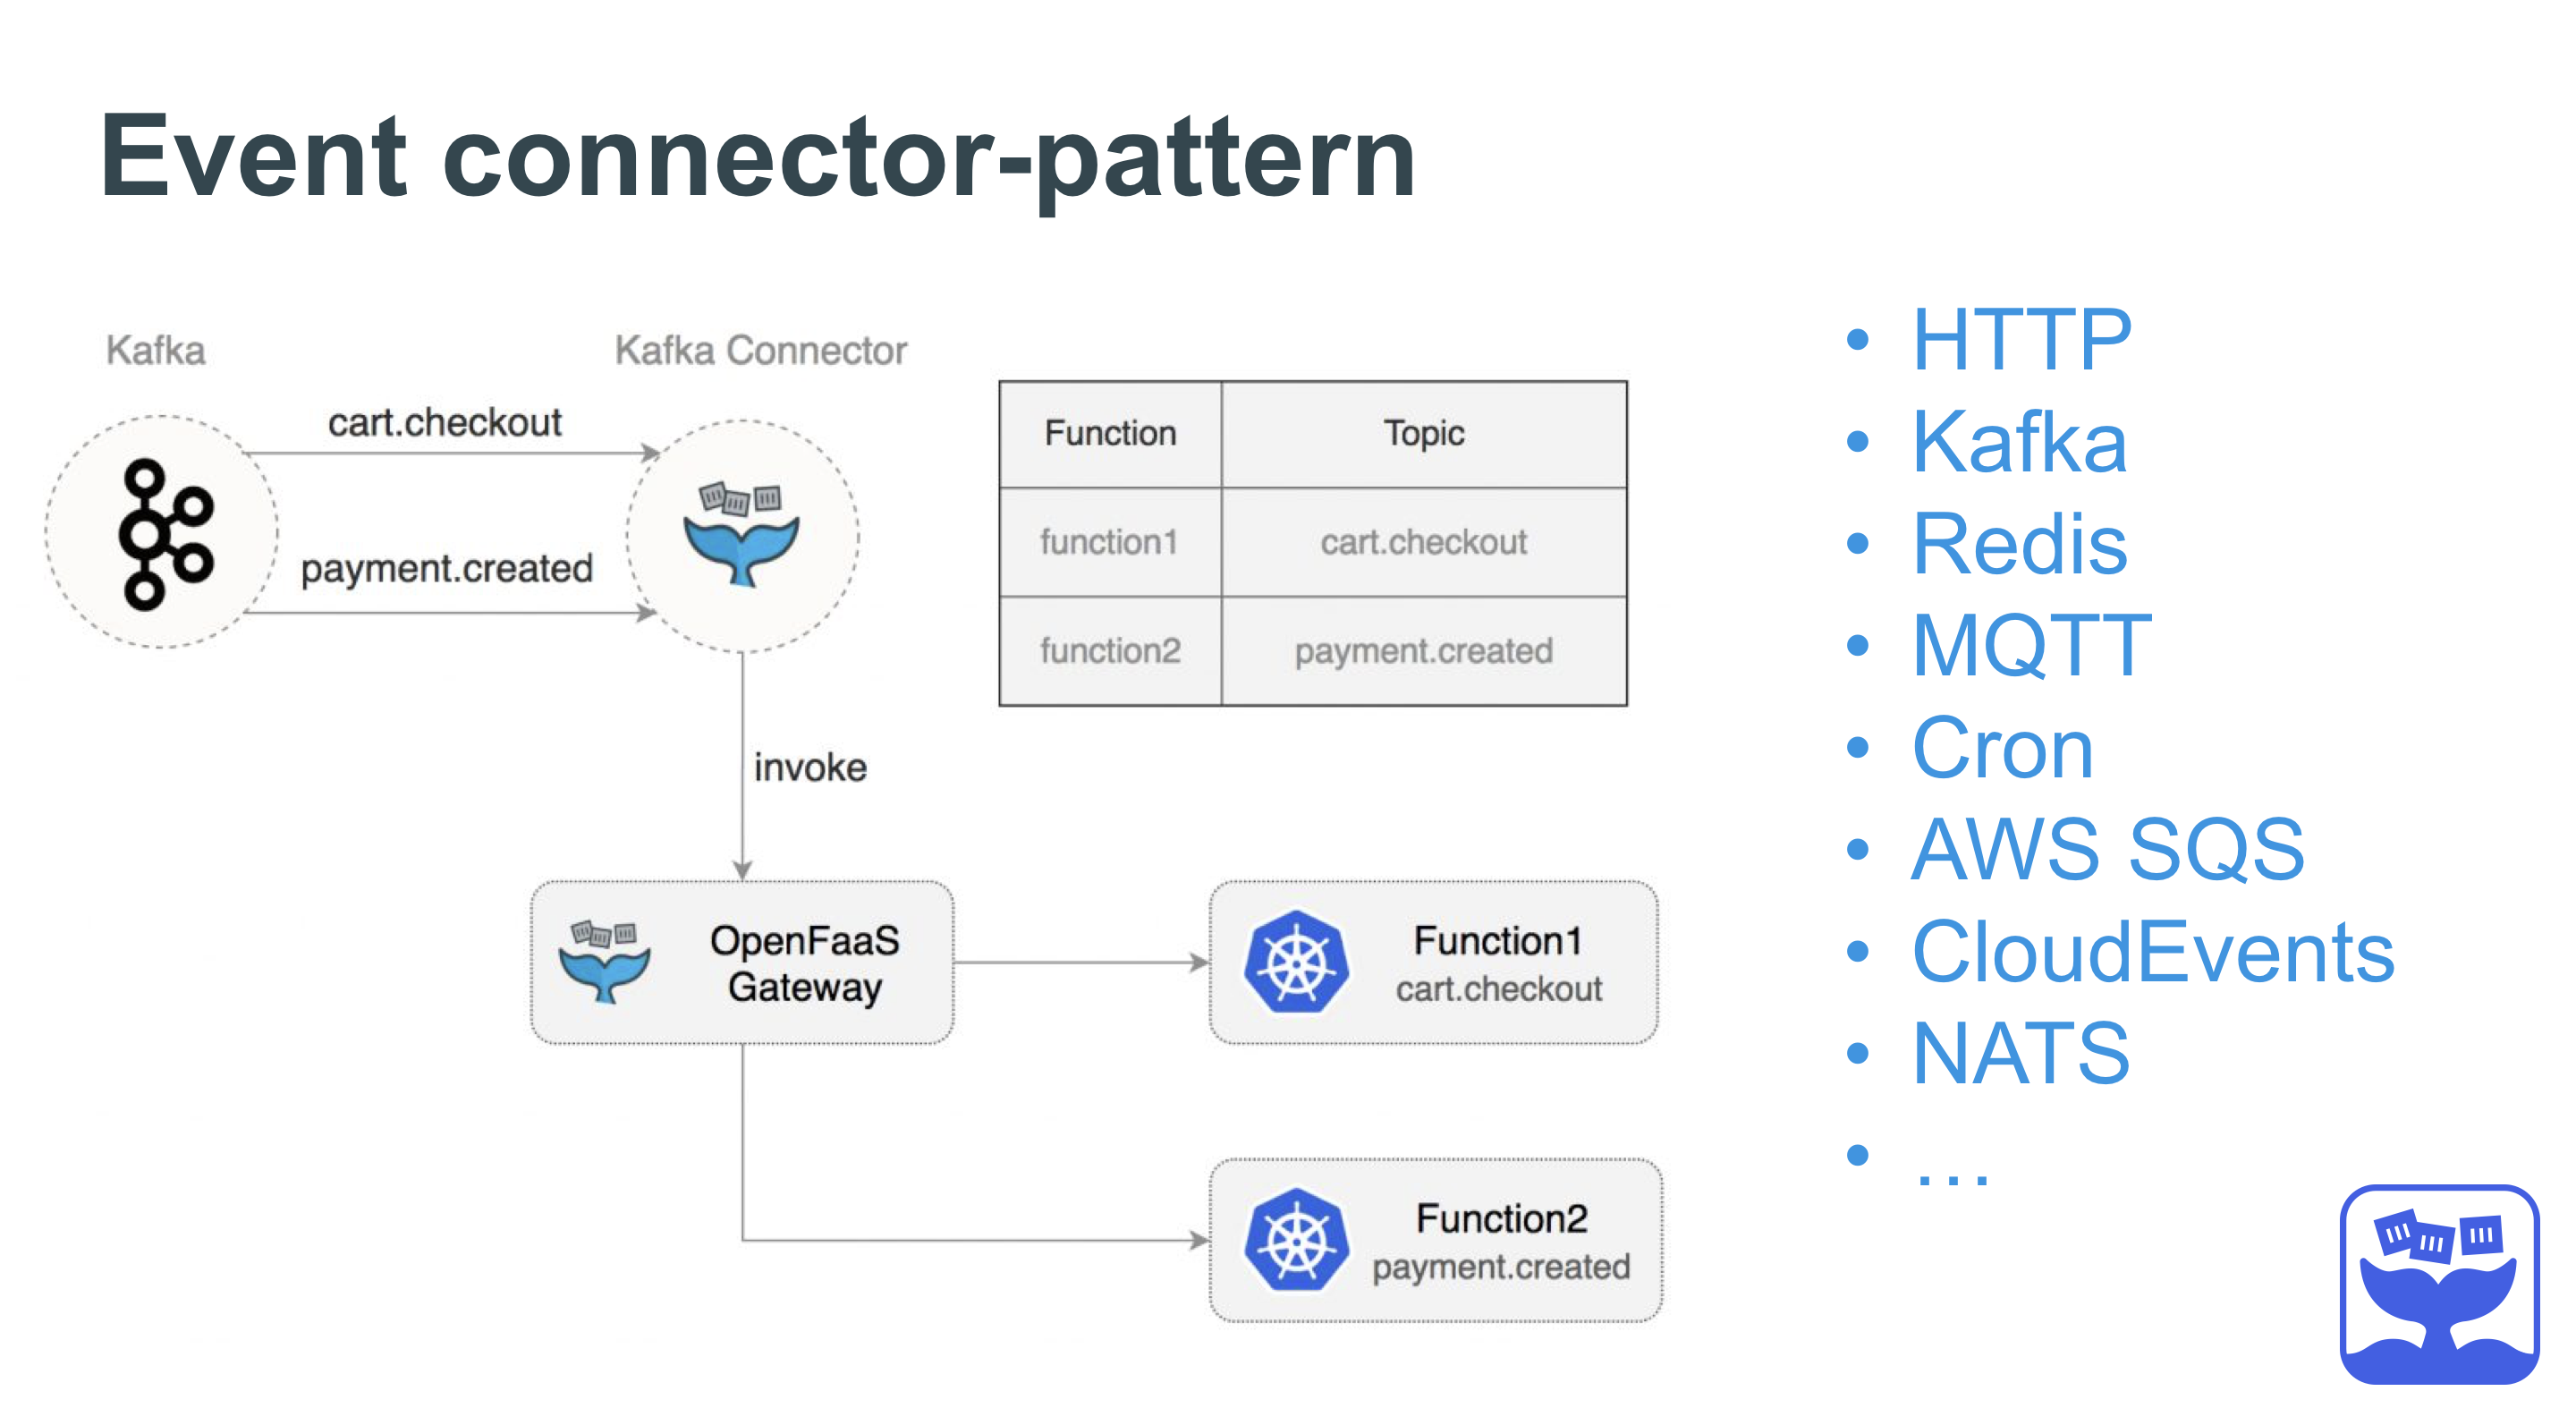 Event connector-pattern
Kafka
Kafka Connector
cart.checkout
payment.created
invoke
Function
Topic
function1
cart.checkout
function2
payment.created
OpenFaaS
Gateway
Function1
cart.checkout
Function2
payment.created
• HTTP
• Kafka
• Redis
• MQTT
• Cron
• AWS SQS
• CloudEvents
• NATS
• …